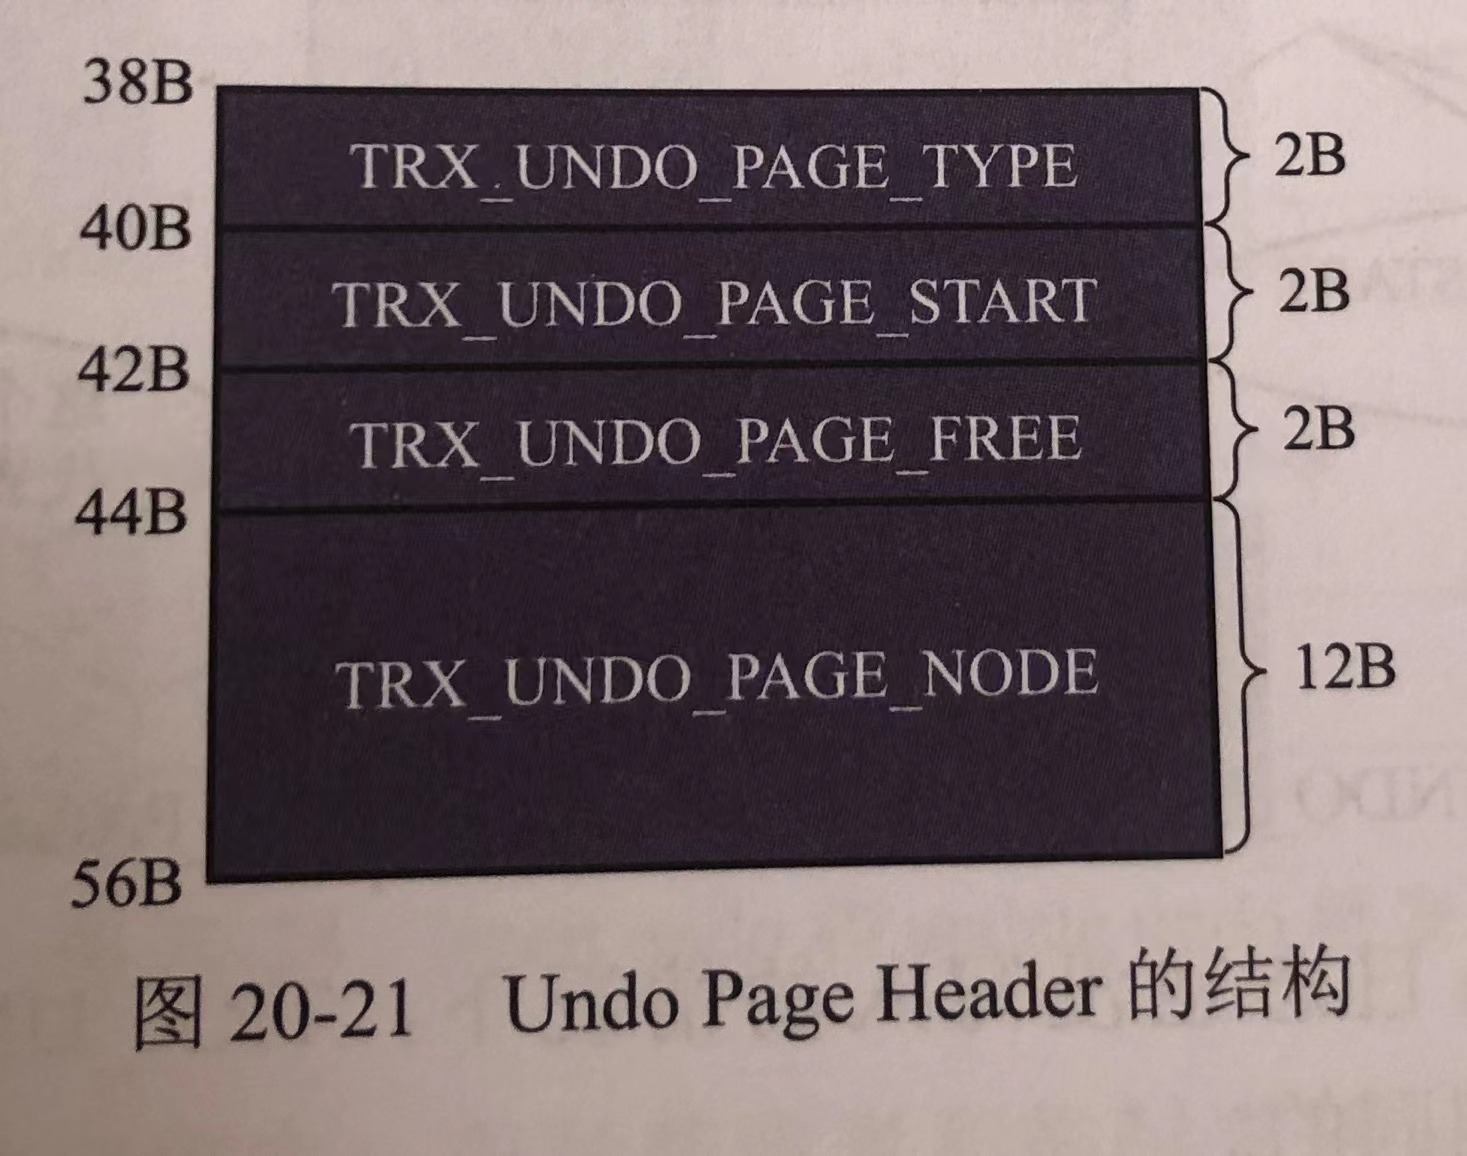 38B
TRX_UNDO_PAGE_TYPE 2B
40B
TRX_UNDO_PAGE_START 2B
42B
TRX_UNDO_PAGE_FREE 2B
44B
TRX_UNDO_PAGE_NODE 12B
56B
图 20-21 Undo Page Header 的结构